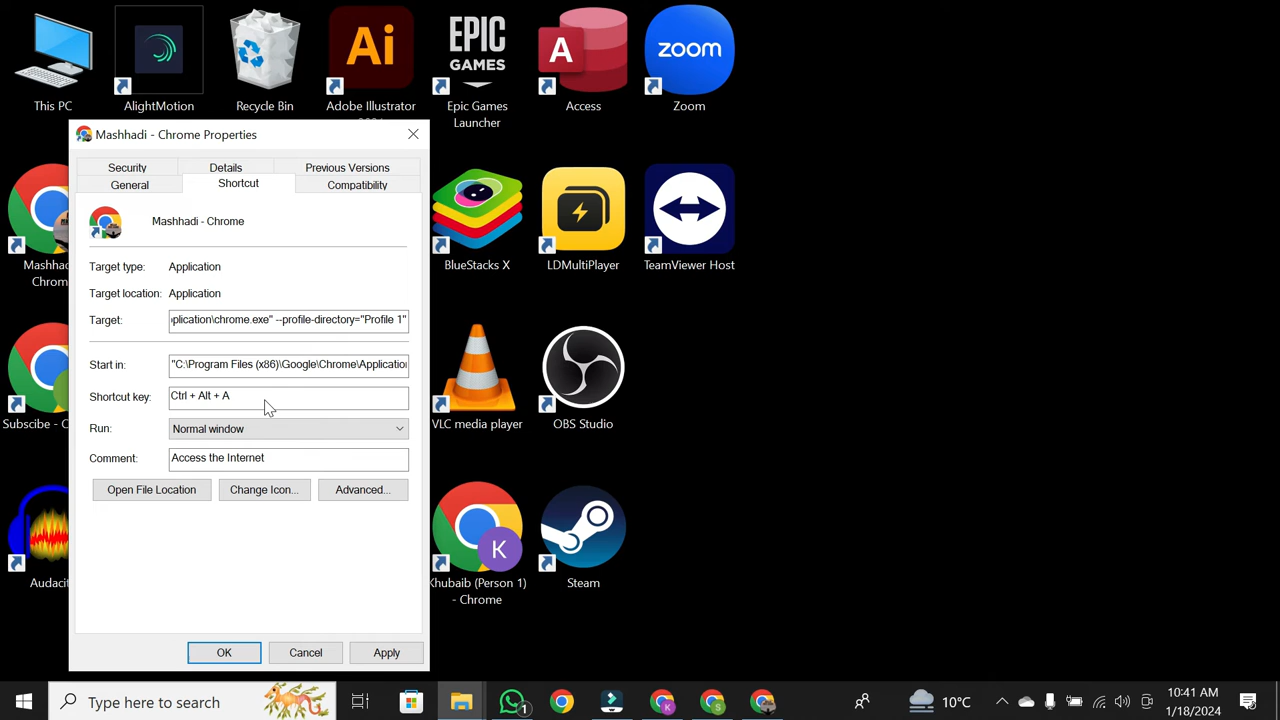 This PC
AlightMotion
Recycle Bin
Ai
Adobe Illustrator
EPIC
GAMES
Epic Games
Launcher
A
Access
zoom
Zoom
Mashhadi - Chrome Properties
Security
Details
Previous Versions
General
Shortcut
Compatibility
Mashhadi - Chrome
Target type:
Application
Target location:
Application
Target:
plication\chrome.exe" --profile-directory="Profile 1"
Start in:
"C:\Program Files (x86)\Google\Chrome\Application
Shortcut key:
Ctrl + Alt + A
Run:
Normal window
Comment:
Access the Internet
Open File Location
Change Icon...
Advanced...
OK
Cancel
Apply
Mashha
Chrom
Subscibe - C
Audacit
BlueStacks X
LDMultiPlayer
TeamViewer Host
VLC media player
OBS Studio
K
Khubaib (Person 1)
- Chrome
Steam
Type here to search
1
K
S
10°C
10:41 AM
1/18/2024